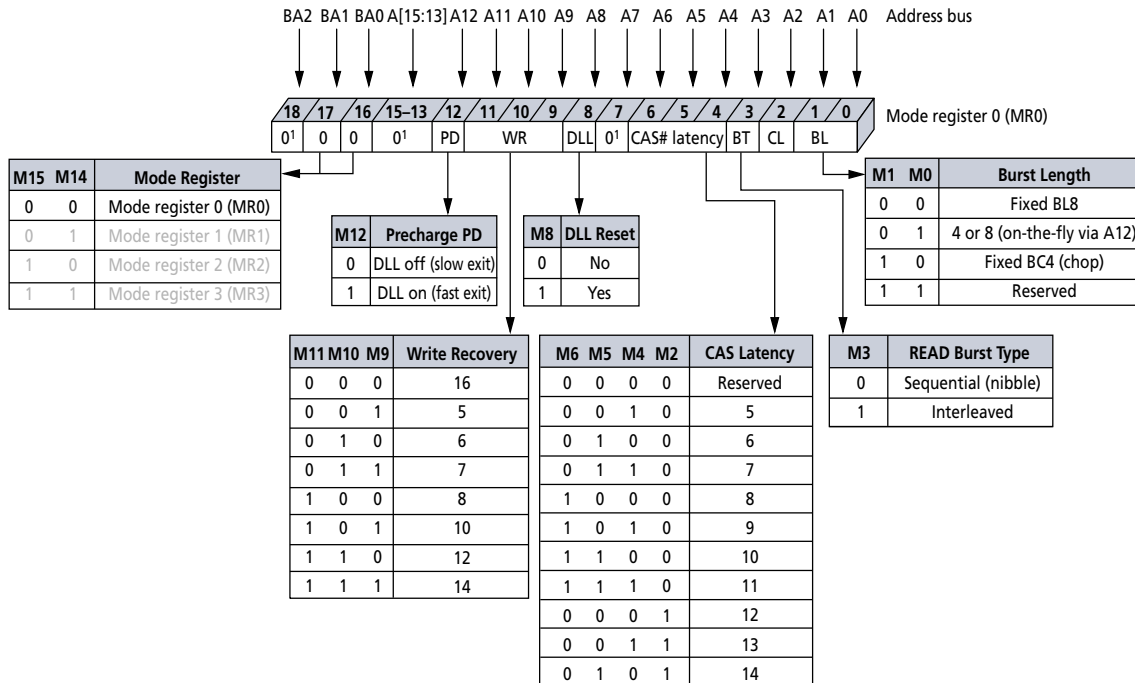 BA2 BA1 BA0 A[15:13] A12 A11 A10 A9 A8 A7 A6 A5 A4 A3 A2 A1 A0 Address bus
18 17 16 15–13 12 11 10 9 8 7 6 5 4 3 2 1 0 Mode register 0 (MR0)
0¹ 0 0 0¹ PD WR DLL 0¹ CAS# latency BT CL BL
M15 M14 Mode Register
0 0 Mode register 0 (MR0)
0 1 Mode register 1 (MR1)
1 0 Mode register 2 (MR2)
1 1 Mode register 3 (MR3)
M12 Precharge PD
0 DLL off (slow exit)
1 DLL on (fast exit)
M8 DLL Reset
0 No
1 Yes
M1 M0 Burst Length
0 0 Fixed BL8
0 1 4 or 8 (on-the-fly via A12)
1 0 Fixed BC4 (chop)
1 1 Reserved
M11 M10 M9 Write Recovery
0 0 0 16
0 0 1 5
0 1 0 6
0 1 1 7
1 0 0 8
1 0 1 10
1 1 0 12
1 1 1 14
M6 M5 M4 M2 CAS Latency
0 0 0 0 Reserved
0 0 1 0 5
0 1 0 0 6
0 1 1 0 7
1 0 0 0 8
1 0 1 0 9
1 1 0 0 10
1 1 1 0 11
0 0 0 1 12
0 0 1 1 13
0 1 0 1 14
M3 READ Burst Type
0 Sequential (nibble)
1 Interleaved